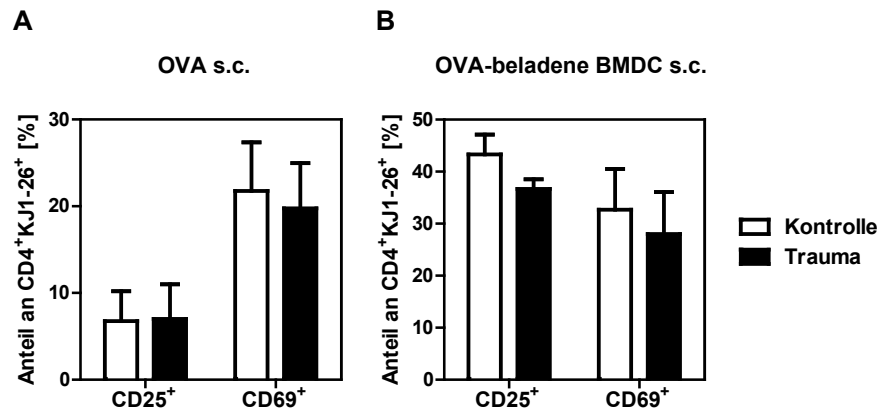 A
B
OVA s.c.
OVA-beladene BMDC s.c.
Anteil an CD4⁺KJ1-26⁺ [%]
30
20
10
0
CD25⁺
CD69⁺
Anteil an CD4⁺KJ1-26⁺ [%]
50
40
30
20
10
0
CD25⁺
CD69⁺
Kontrolle
Trauma